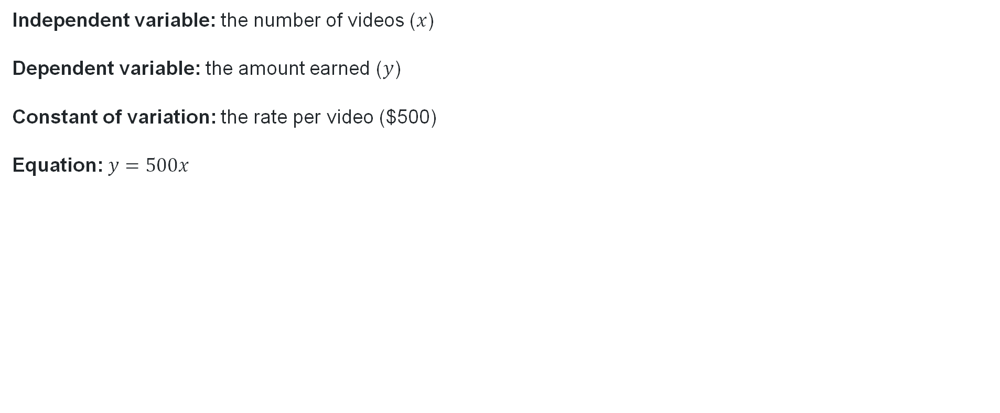 Independent variable: the number of videos (x)
Dependent variable: the amount earned (y)
Constant of variation: the rate per video ($500)
Equation: y = 500x